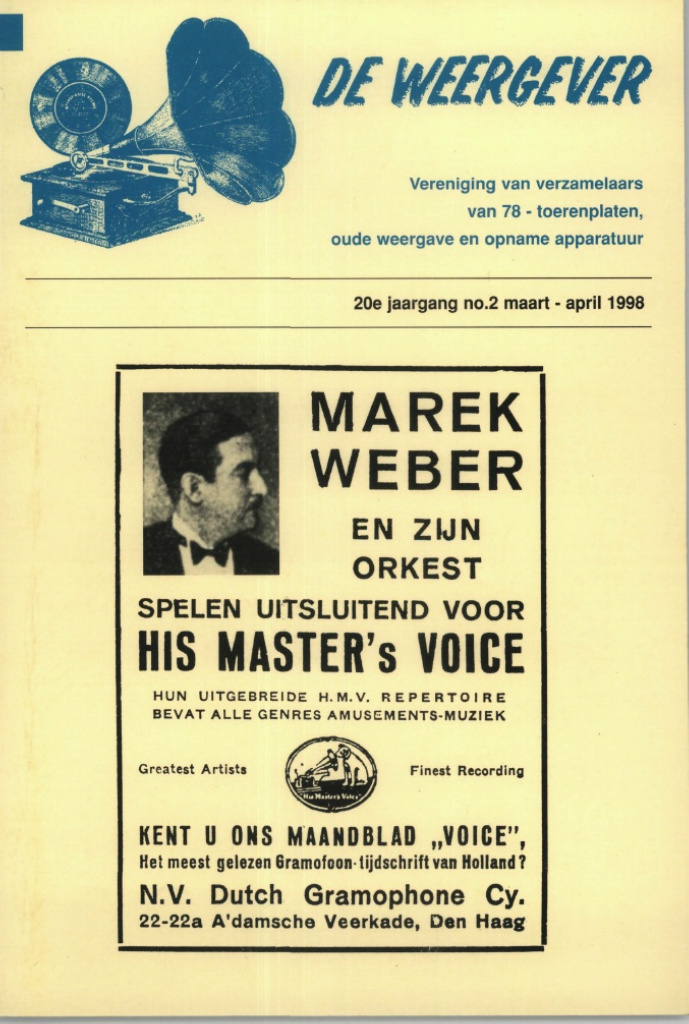 DE WEERGEVER
Vereniging van verzamelaars
van 78 - toerenplaten,
oude weergave en opname apparatuur
20e jaargang no.2 maart - april 1998
MAREK
WEBER
EN ZIJN
ORKEST
SPELEN UITSLUITEND VOOR
HIS MASTER's VOICE
HUN UITGEBREIDE H.M.V. REPERTOIRE
BEVAT ALLE GENRES AMUSEMENTS-MUZIEK
Greatest Artists
"His Master's Voice"
Finest Recording
KENT U ONS MAANDBLAD „VOICE",
Het meest gelezen Gramofoon-tijdschrift van Holland?
N.V. Dutch Gramophone Cy.
22-22a A'damsche Veerkade, Den Haag